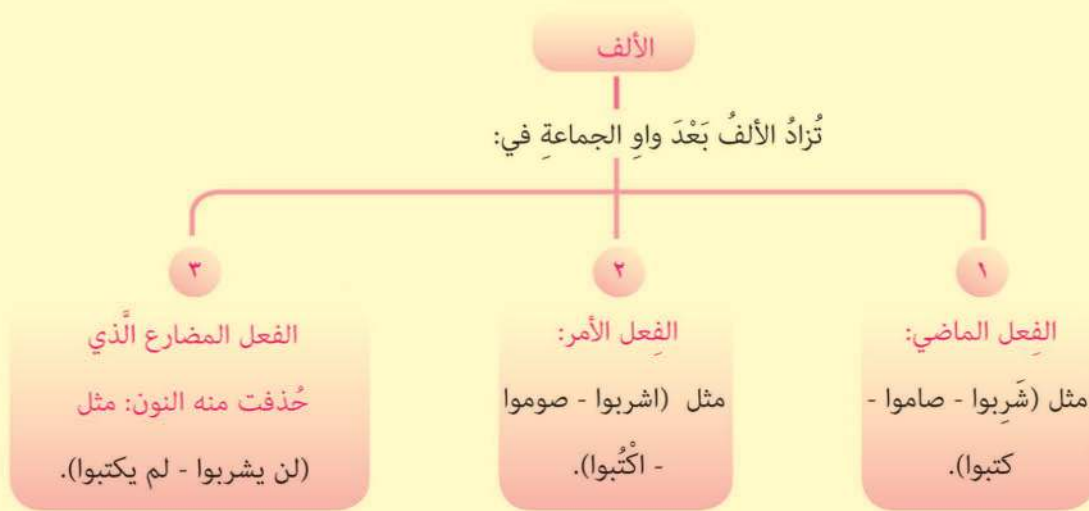 الألف
تُزادُ الألفُ بَعْدَ واوِ الجماعةِ في:
١
الفِعل الماضي:
مثل (شَرِبوا - صاموا -
كتبوا).
٢
الفِعل الأمر:
مثل (اشربوا - صوموا
- اكْتُبوا).
٣
الفعل المضارع الَّذي
حُذفت منه النون: مثل
(لن يشربوا - لم يكتبوا).